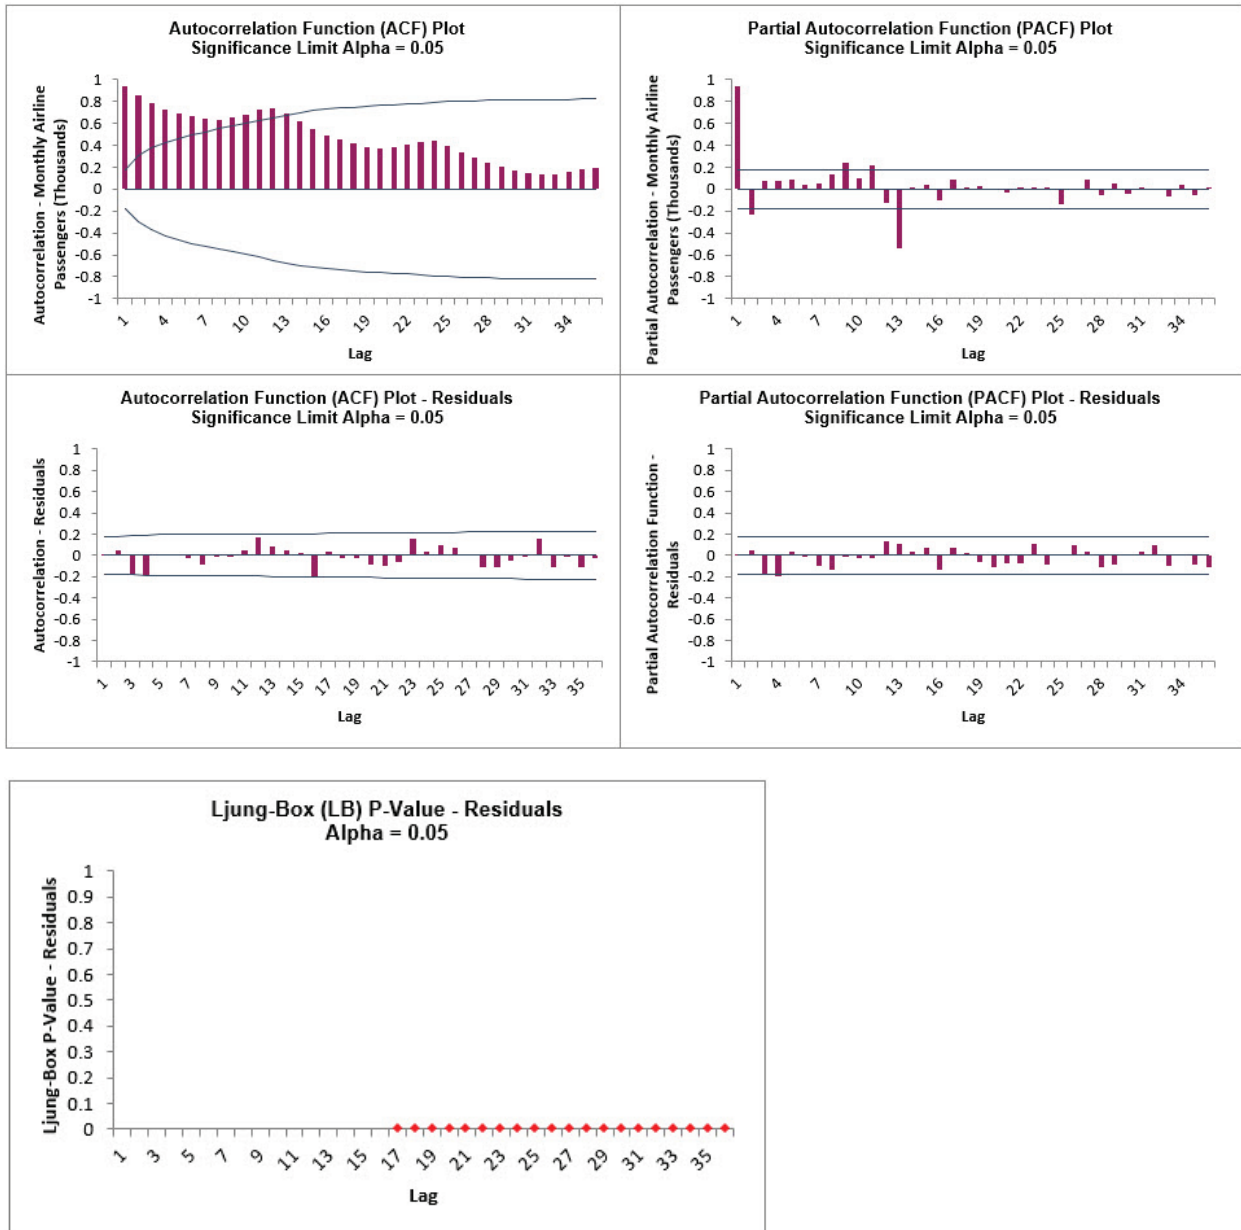 Autocorrelation Function (ACF) Plot
Significance Limit Alpha = 0.05
Autocorrelation - Monthly Airline
Passengers (Thousands)
1
0.8
0.6
0.4
0.2
0
-0.2
-0.4
-0.6
-0.8
-1
1 4 7 10 13 16 19 22 25 28 31 34
Lag
Partial Autocorrelation Function (PACF) Plot
Significance Limit Alpha = 0.05
Partial Autocorrelation - Monthly Airline
Passengers (Thousands)
1
0.8
0.6
0.4
0.2
0
-0.2
-0.4
-0.6
-0.8
-1
1 4 7 10 13 16 19 22 25 28 31 34
Lag
Autocorrelation Function (ACF) Plot - Residuals
Significance Limit Alpha = 0.05
Autocorrelation - Residuals
1
0.8
0.6
0.4
0.2
0
-0.2
-0.4
-0.6
-0.8
-1
1 3 5 7 9 11 13 15 17 19 21 23 25 27 29 31 33 35
Lag
Partial Autocorrelation Function (PACF) Plot - Residuals
Significance Limit Alpha = 0.05
Partial Autocorrelation Function -
Residuals
1
0.8
0.6
0.4
0.2
0
-0.2
-0.4
-0.6
-0.8
-1
1 4 7 10 13 16 19 22 25 28 31 34
Lag
Ljung-Box (LB) P-Value - Residuals
Alpha = 0.05
Ljung-Box P-Value - Residuals
1
0.9
0.8
0.7
0.6
0.5
0.4
0.3
0.2
0.1
0
1 3 5 7 9 11 13 15 17 19 21 23 25 27 29 31 33 35
Lag